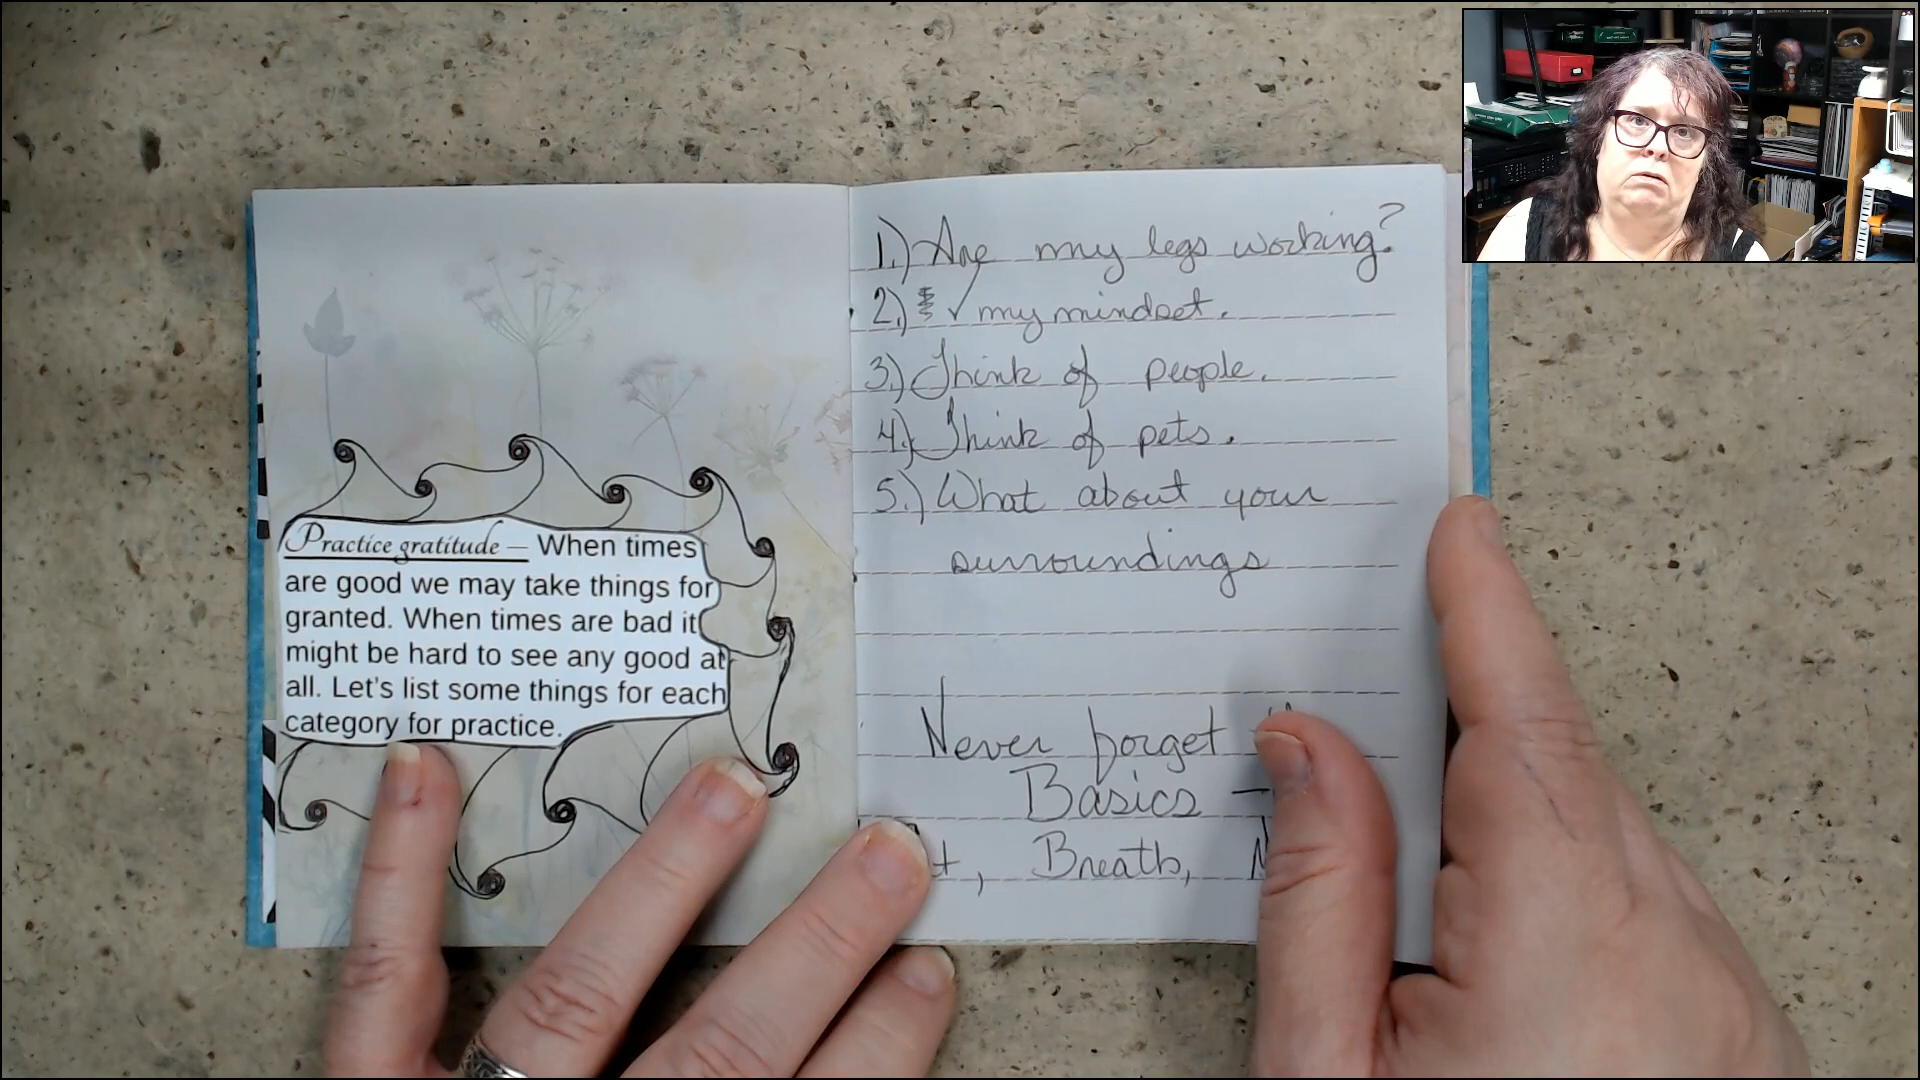 Practice gratitude — When times
are good we may take things for
granted. When times are bad it
might be hard to see any good at
all. Let's list some things for each
category for practice.
1.) Are my legs working?
2.) ✓ my mindset.
3.) Think of people.
4.) Think of pets.
5.) What about your
surroundings
Never forget
Basics –
, Breath,